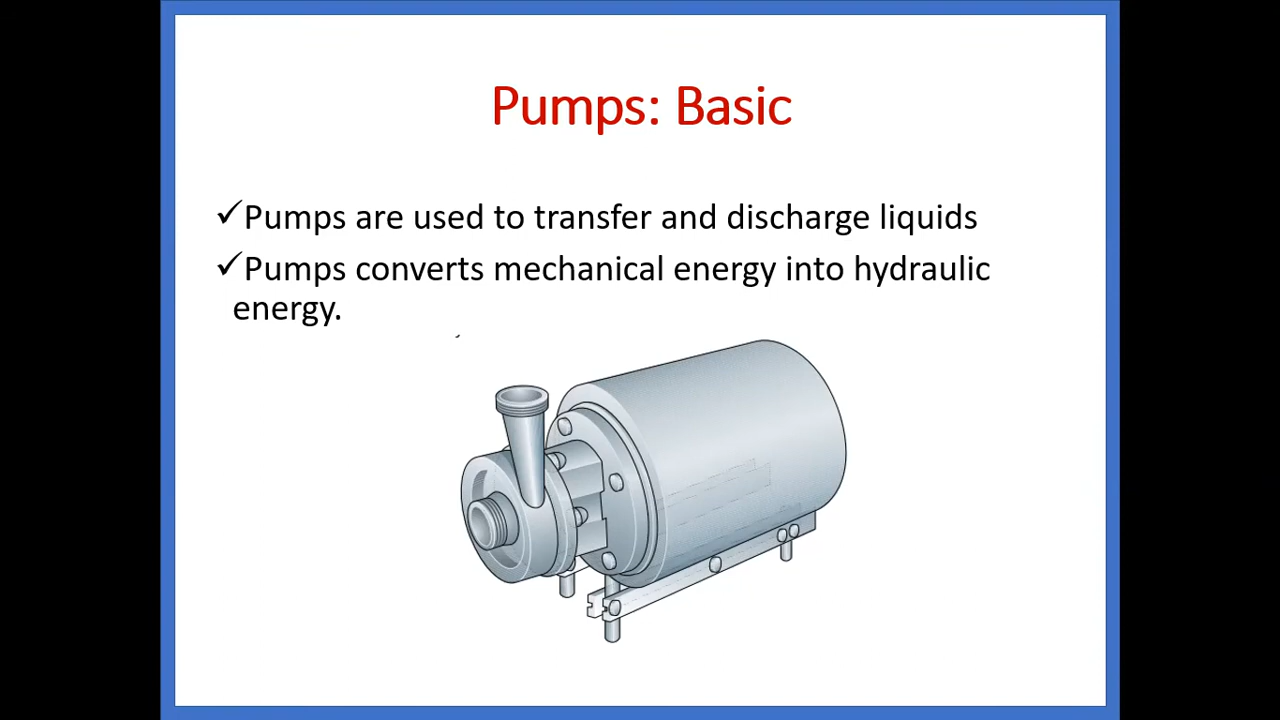 Pumps: Basic
✓Pumps are used to transfer and discharge liquids
✓Pumps converts mechanical energy into hydraulic
energy.